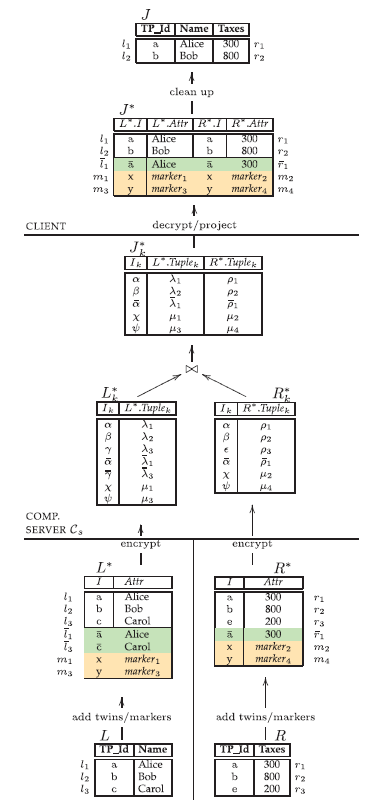 J
TP_Id Name Taxes
l₁ a Alice 300 r₁
l₂ b Bob 800 r₂
clean up
J*
L*.I L*.Attr R*.I R*.Attr
l₁ a Alice a 300 r₁
l₂ b Bob b 800 r₂
l̄₁ ā Alice ā 300 r̄₁
m₁ x marker₁ x marker₂ m₂
m₃ y marker₃ y marker₄ m₄
CLIENT decrypt/project
J*ₖ
Iₖ L*.Tupleₖ R*.Tupleₖ
α λ₁ ρ₁
β λ₂ ρ₂
ᾱ λ̄₁ ρ̄₁
χ μ₁ μ₂
ψ μ₃ μ₄
⋈
L*ₖ R*ₖ
Iₖ L*.Tupleₖ Iₖ R*.Tupleₖ
α λ₁ α ρ₁
β λ₂ β ρ₂
γ λ₃ ϵ ρ₃
ᾱ λ̄₁ ᾱ ρ̄₁
γ̄ λ̄₃ χ μ₂
χ μ₁ ψ μ₄
ψ μ₃
COMP.
SERVER 𝒞ₛ
encrypt encrypt
L* R*
I Attr I Attr
l₁ a Alice a 300 r₁
l₂ b Bob b 800 r₂
l₃ c Carol e 200 r₃
l̄₁ ā Alice ā 300 r̄₁
l̄₃ c̄ Carol x marker₂ m₂
m₁ x marker₁ y marker₄ m₄
m₃ y marker₃
add twins/markers add twins/markers
L R
TP_Id Name TP_Id Taxes
l₁ a Alice a 300 r₁
l₂ b Bob b 800 r₂
l₃ c Carol e 200 r₃